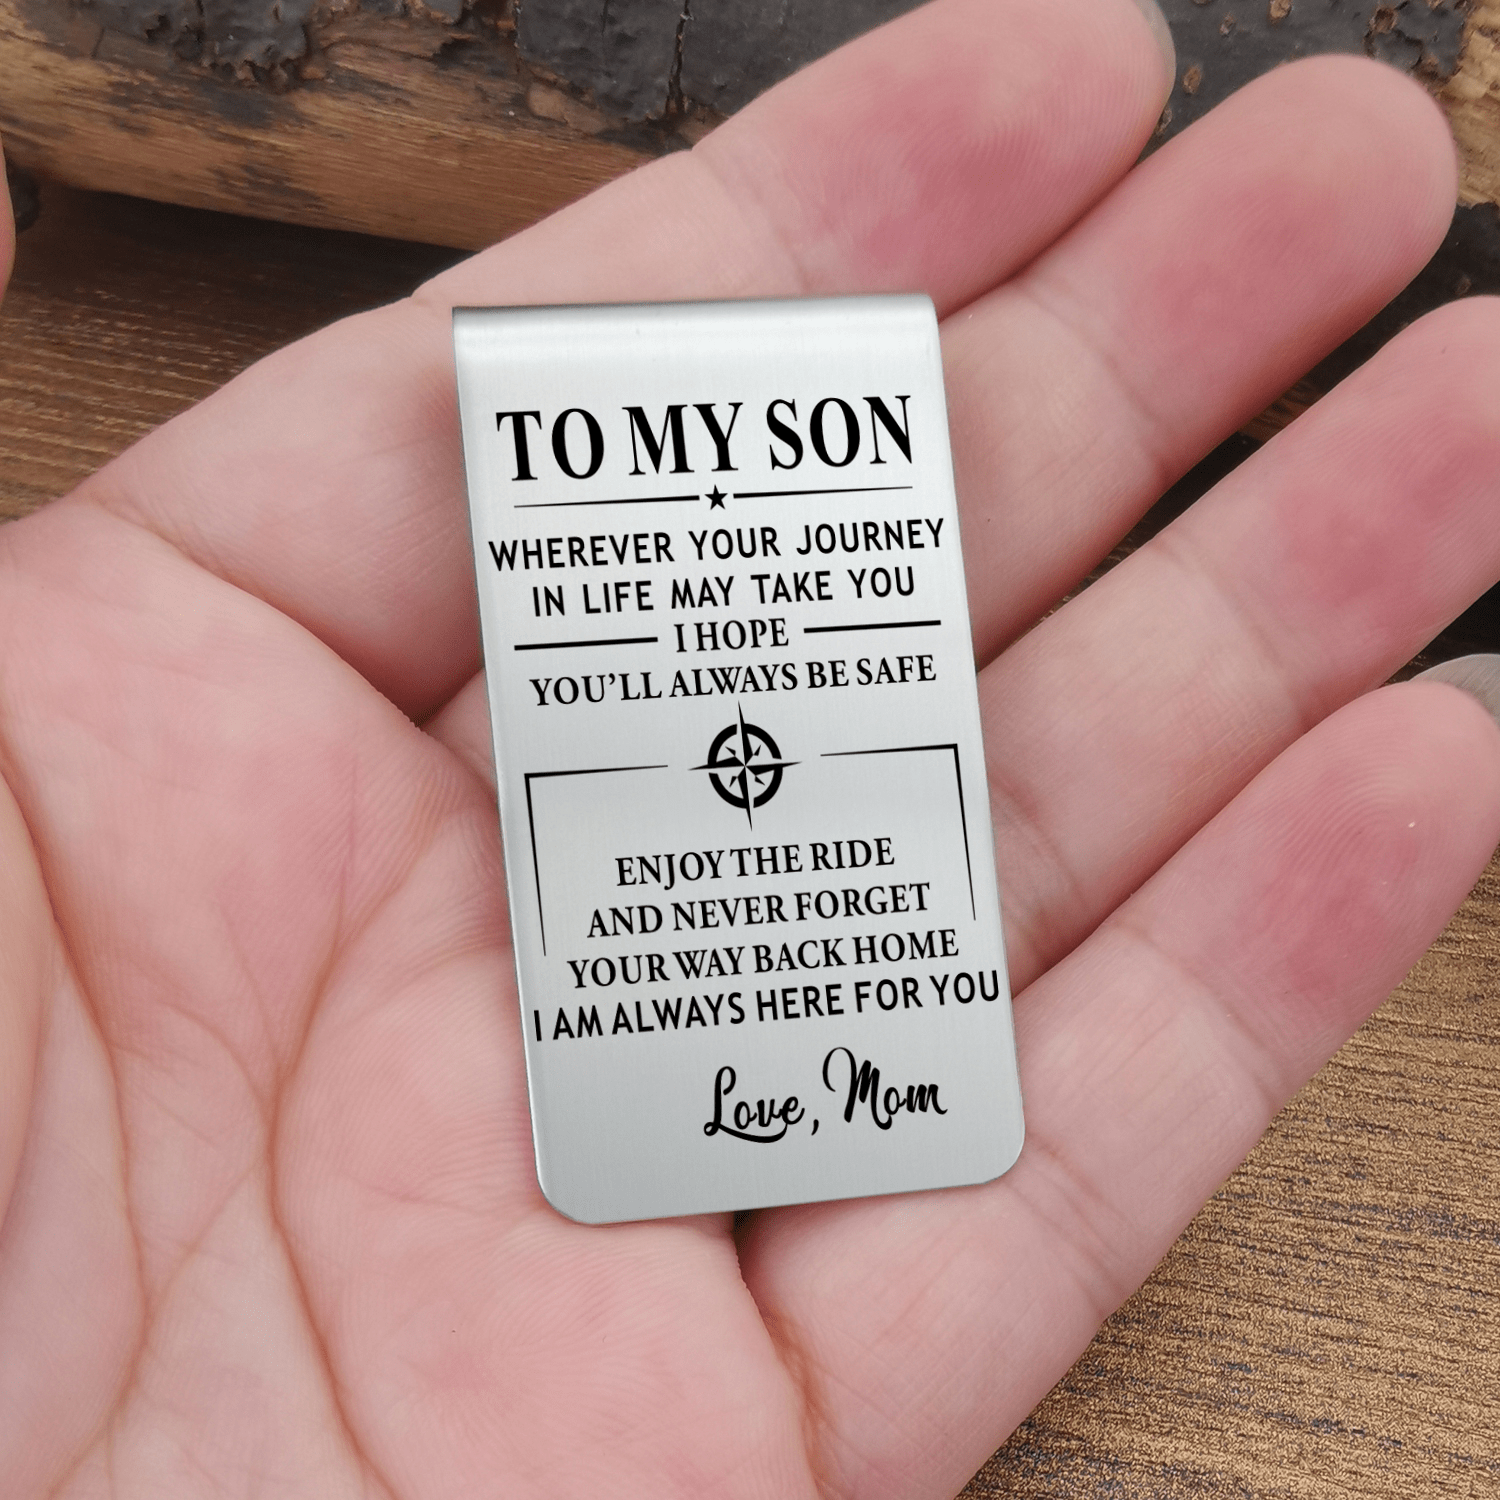 TO MY SON
WHEREVER YOUR JOURNEY
IN LIFE MAY TAKE YOU
I HOPE
YOU'LL ALWAYS BE SAFE
ENJOY THE RIDE
AND NEVER FORGET
YOUR WAY BACK HOME
I AM ALWAYS HERE FOR YOU
Love, Mom